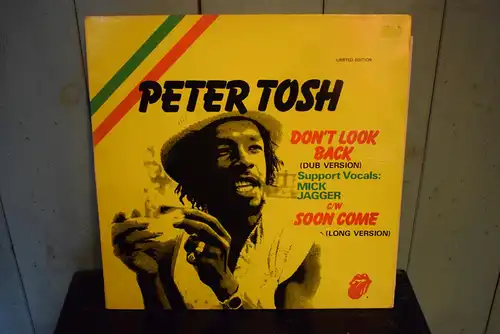 LIMITED EDITION
PETER TOSH
DON'T LOOK
BACK
(DUB VERSION)
Support Vocals:
MICK
JAGGER
c/w
SOON COME
(LONG VERSION)